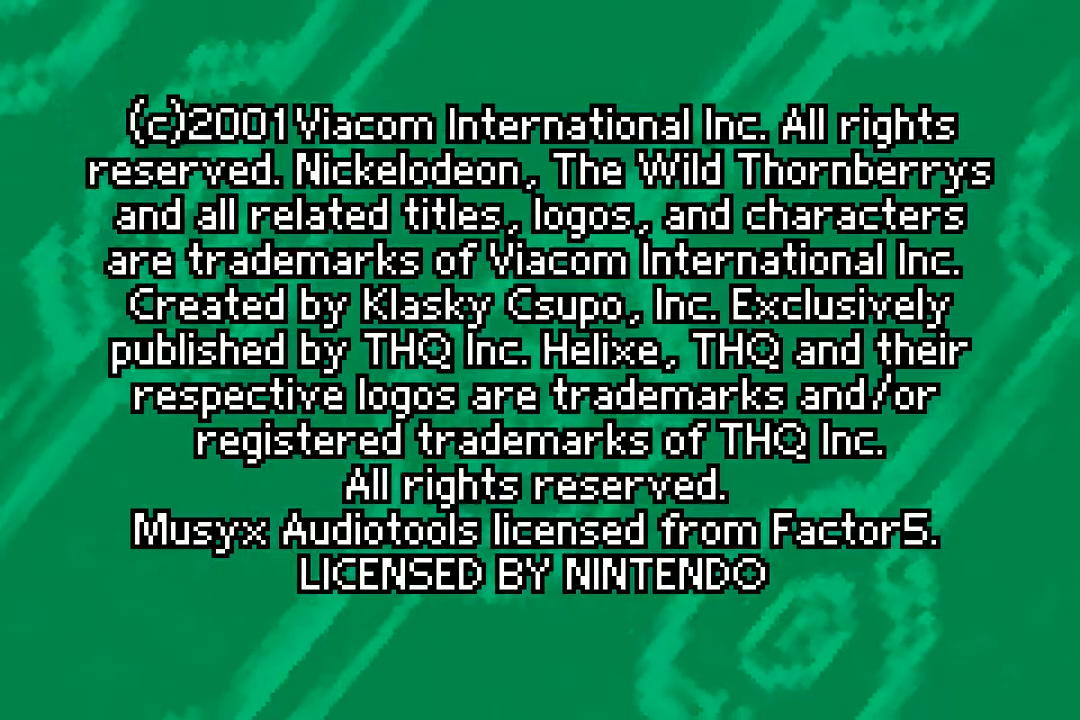 (c)2001 Viacom International Inc. All rights
reserved. Nickelodeon, The Wild Thornberrys
and all related titles, logos, and characters
are trademarks of Viacom International Inc.
Created by Klasky Csupo, Inc. Exclusively
published by THQ Inc. Helixe, THQ and their
respective logos are trademarks and/or
registered trademarks of THQ Inc.
All rights reserved.
Musyx Audiotools licensed from Factor5.
LICENSED BY NINTENDO